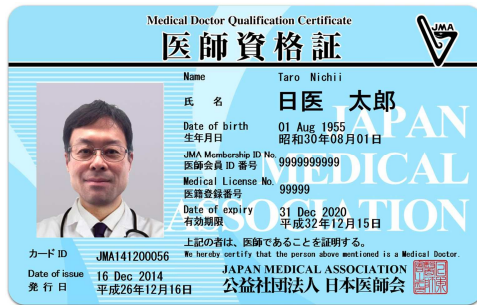 Medical Doctor Qualification Certificate
医師資格証
JMA
Name Taro Nichii
氏 名 日医 太郎
Date of birth 01 Aug 1955
生年月日 昭和30年08月01日
JMA Membership ID No.
医師会員 ID 番号 9999999999
Medical License No.
医籍登録番号 99999
Date of expiry 31 Dec 2020
有効期限 平成32年12月15日
JAPAN
MEDICAL
ASSOCIATION
上記の者は、医師であることを証明する。
We hereby certify that the person above mentioned is a Medical Doctor.
カード ID JMA141200056
Date of issue 16 Dec 2014
発 行 日 平成26年12月16日
JAPAN MEDICAL ASSOCIATION
公益社団法人 日本医師会